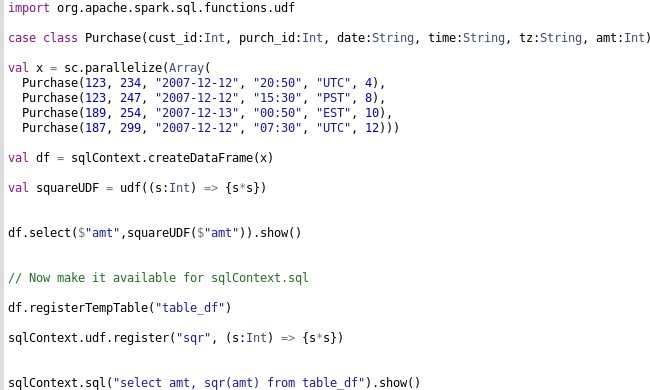 import org.apache.spark.sql.functions.udf
case class Purchase(cust_id:Int, purch_id:Int, date:String, time:String, tz:String, amt:Int)
val x = sc.parallelize(Array(
  Purchase(123, 234, "2007-12-12", "20:50", "UTC", 4),
  Purchase(123, 247, "2007-12-12", "15:30", "PST", 8),
  Purchase(189, 254, "2007-12-13", "00:50", "EST", 10),
  Purchase(187, 299, "2007-12-12", "07:30", "UTC", 12)))
val df = sqlContext.createDataFrame(x)
val squareUDF = udf((s:Int) => {s*s})
df.select($"amt",squareUDF($"amt")).show()
// Now make it available for sqlContext.sql
df.registerTempTable("table_df")
sqlContext.udf.register("sqr", (s:Int) => {s*s})
sqlContext.sql("select amt, sqr(amt) from table_df").show()